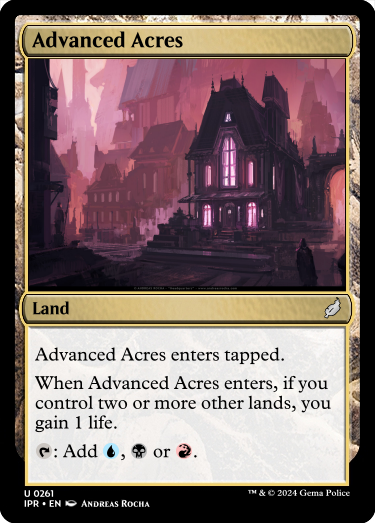 Advanced Acres
Land
Advanced Acres enters tapped.
When Advanced Acres enters, if you
control two or more other lands, you
gain 1 life.
: Add , or .
U 0261
™ & © 2024 Gema Police
IPR • EN Andreas Rocha